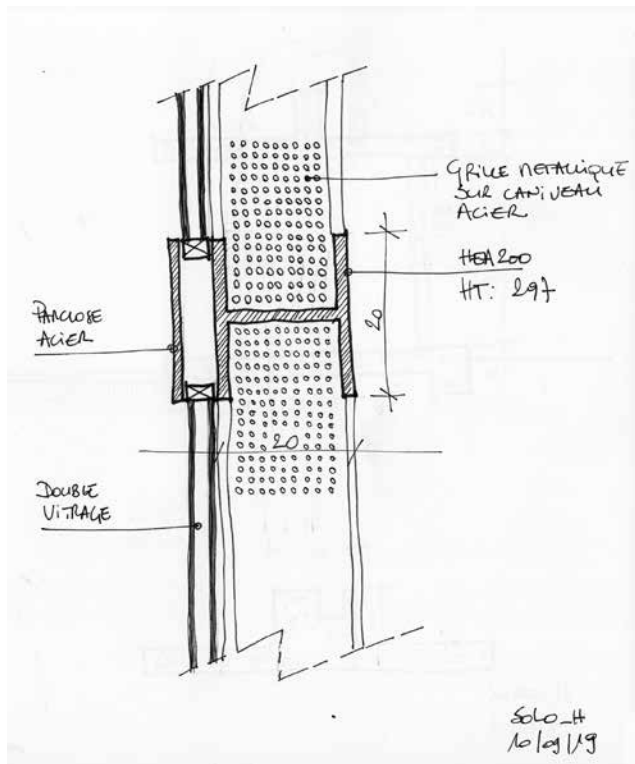 GRILLE METALLIQUE
SUR CANIVEAU
ACIER
HEA200
HT: 297
20
PARCLOSE
ACIER
20
DOUBLE
VITRAGE
SOLO_H
10/09/19